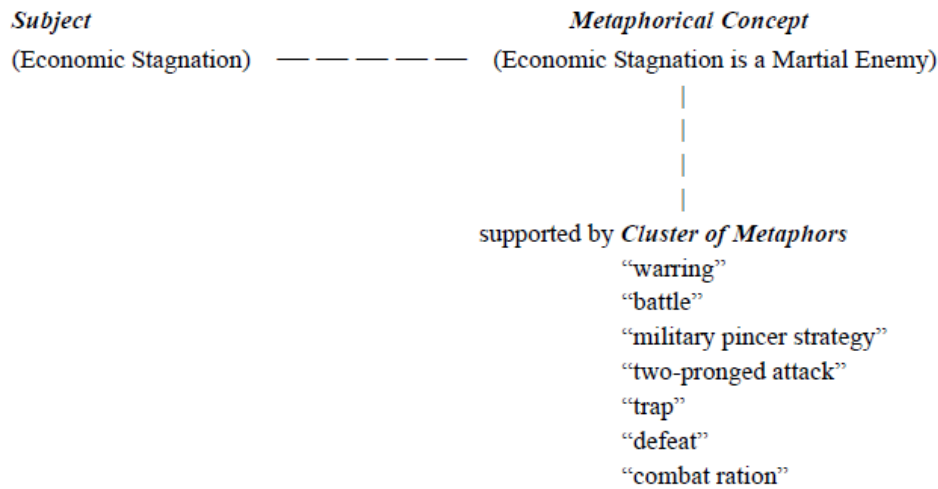 Subject Metaphorical Concept
(Economic Stagnation) (Economic Stagnation is a Martial Enemy)
supported by Cluster of Metaphors
“warring”
“battle”
“military pincer strategy”
“two-pronged attack”
“trap”
“defeat”
“combat ration”